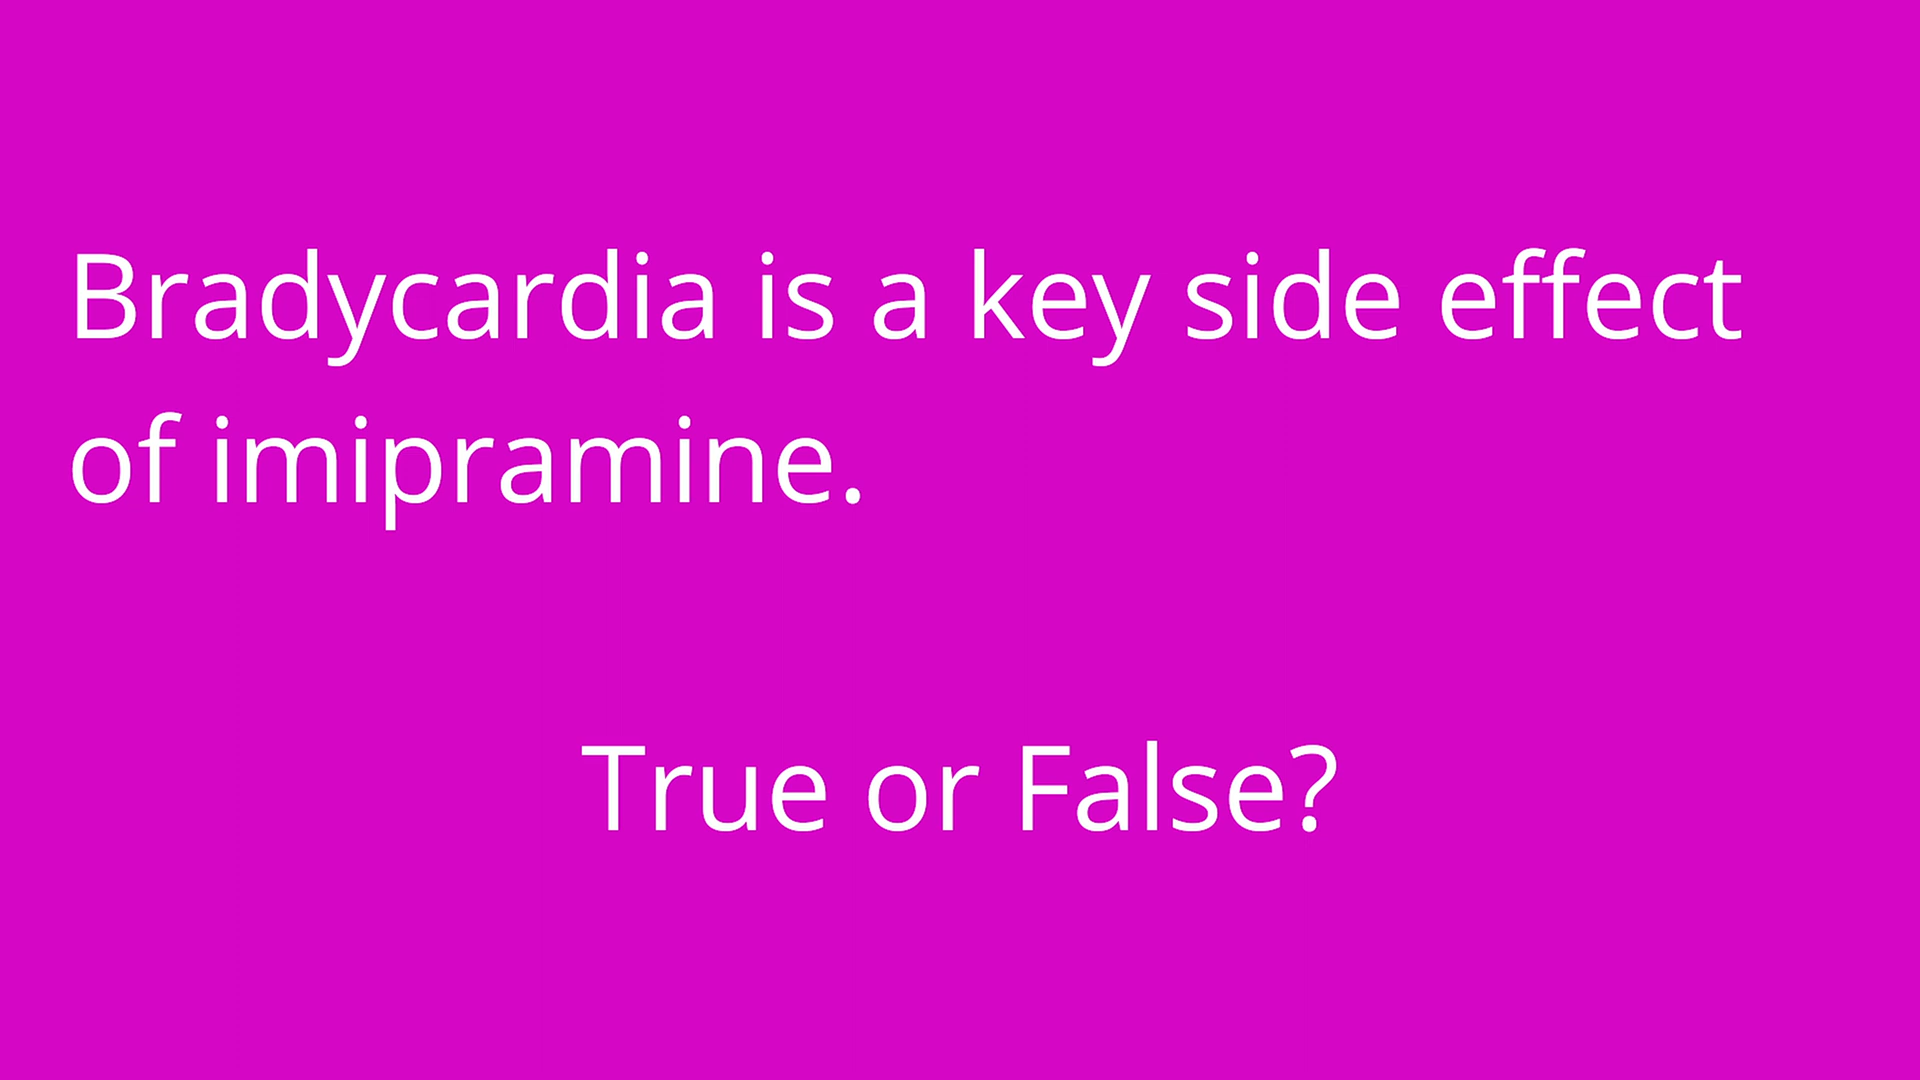 Bradycardia is a key side effect
of imipramine.
True or False?